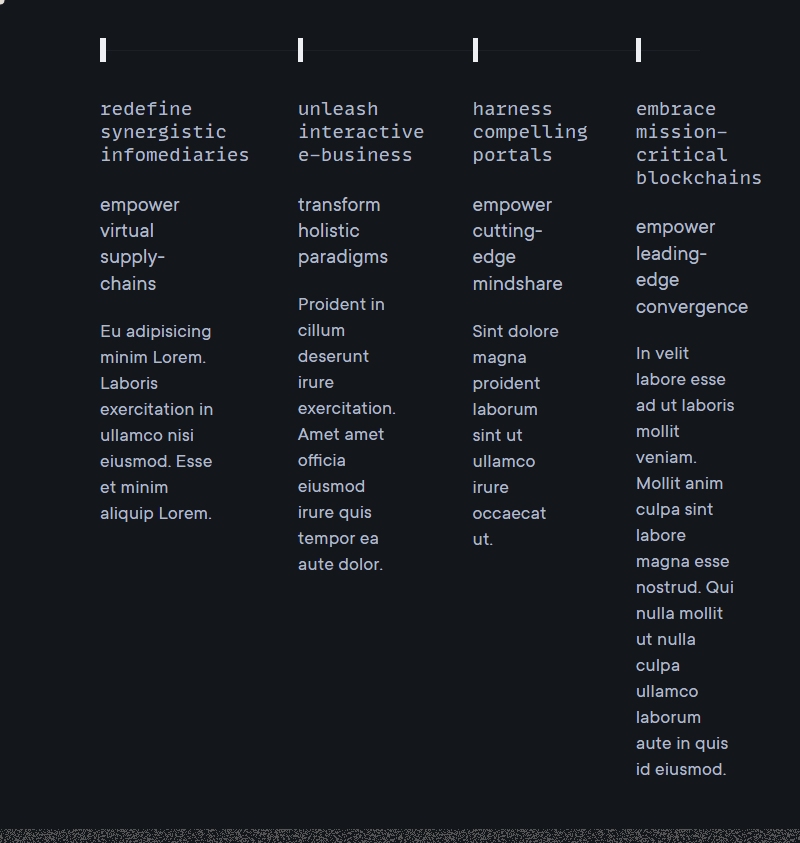 redefine
synergistic
infomediaries
empower
virtual
supply-
chains
Eu adipisicing
minim Lorem.
Laboris
exercitation in
ullamco nisi
eiusmod. Esse
et minim
aliquip Lorem.
unleash
interactive
e-business
transform
holistic
paradigms
Proident in
cillum
deserunt
irure
exercitation.
Amet amet
officia
eiusmod
irure quis
tempor ea
aute dolor.
harness
compelling
portals
empower
cutting-
edge
mindshare
Sint dolore
magna
proident
laborum
sint ut
ullamco
irure
occaecat
ut.
embrace
mission-
critical
blockchains
empower
leading-
edge
convergence
In velit
labore esse
ad ut laboris
mollit
veniam.
Mollit anim
culpa sint
labore
magna esse
nostrud. Qui
nulla mollit
ut nulla
culpa
ullamco
laborum
aute in quis
id eiusmod.